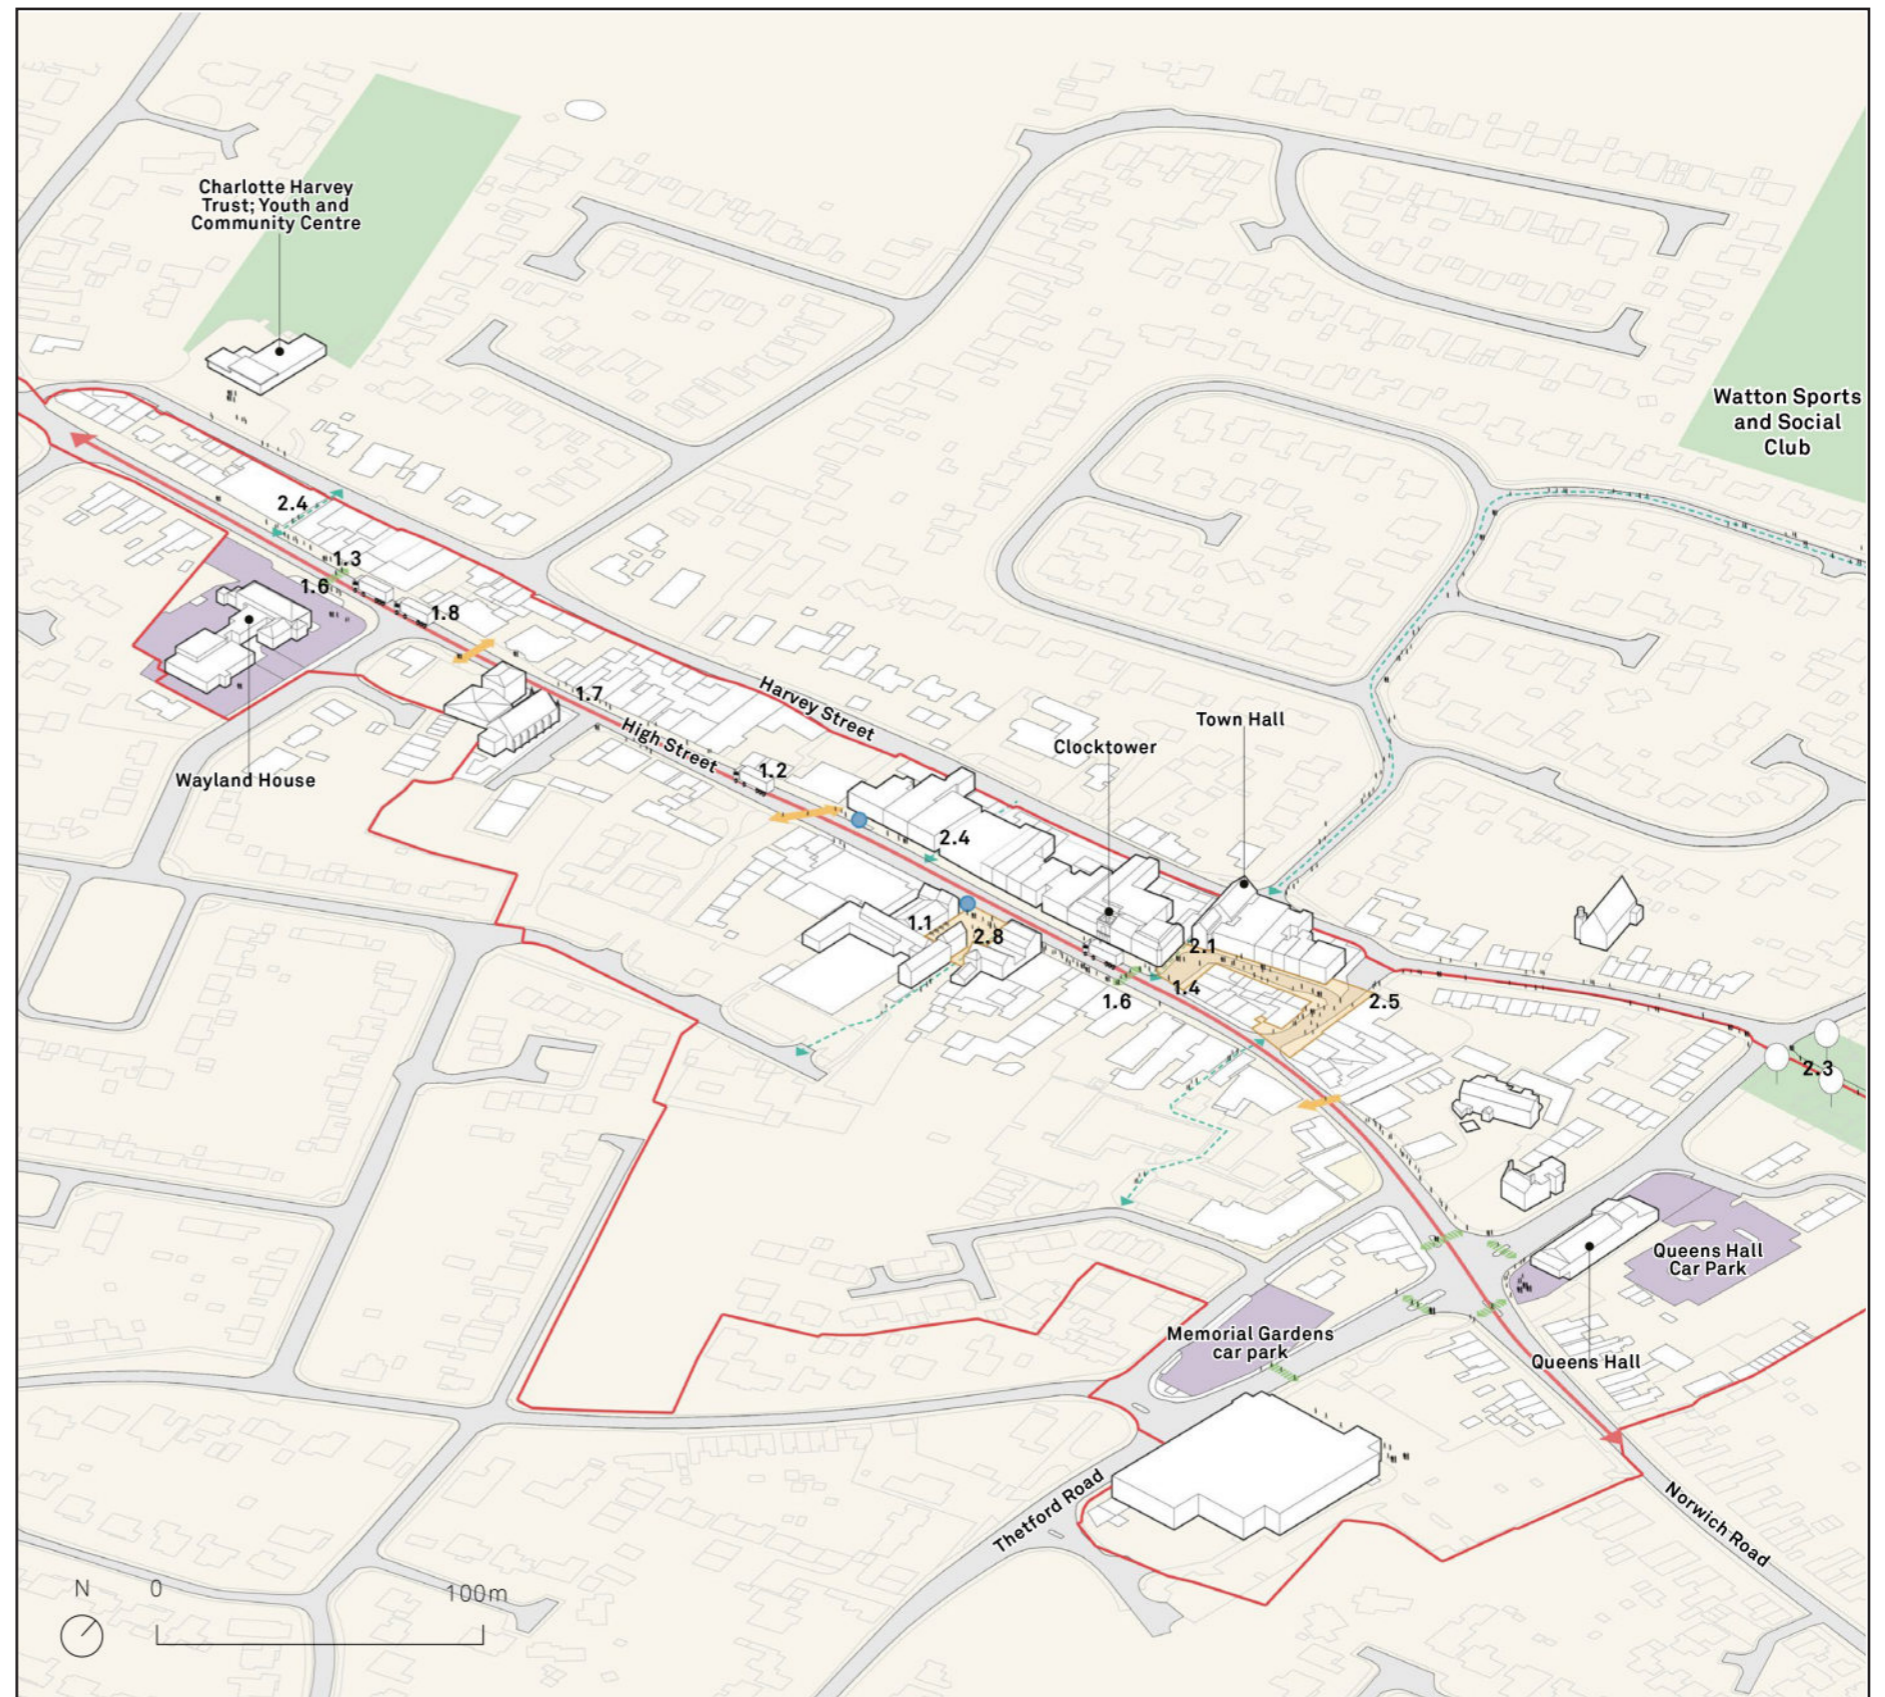 Charlotte Harvey
Trust; Youth and
Community Centre
Watton Sports
and Social
Club
2.4
1.3
1.6
1.8
1.7
Harvey Street
High Street
Town Hall
Clocktower
Wayland House
1.2
2.4
1.1
2.8
2.1
1.4
1.6
2.5
2.3
Queens Hall
Car Park
Memorial Gardens
car park
Queens Hall
Thetford Road
Norwich Road
N
0
100m